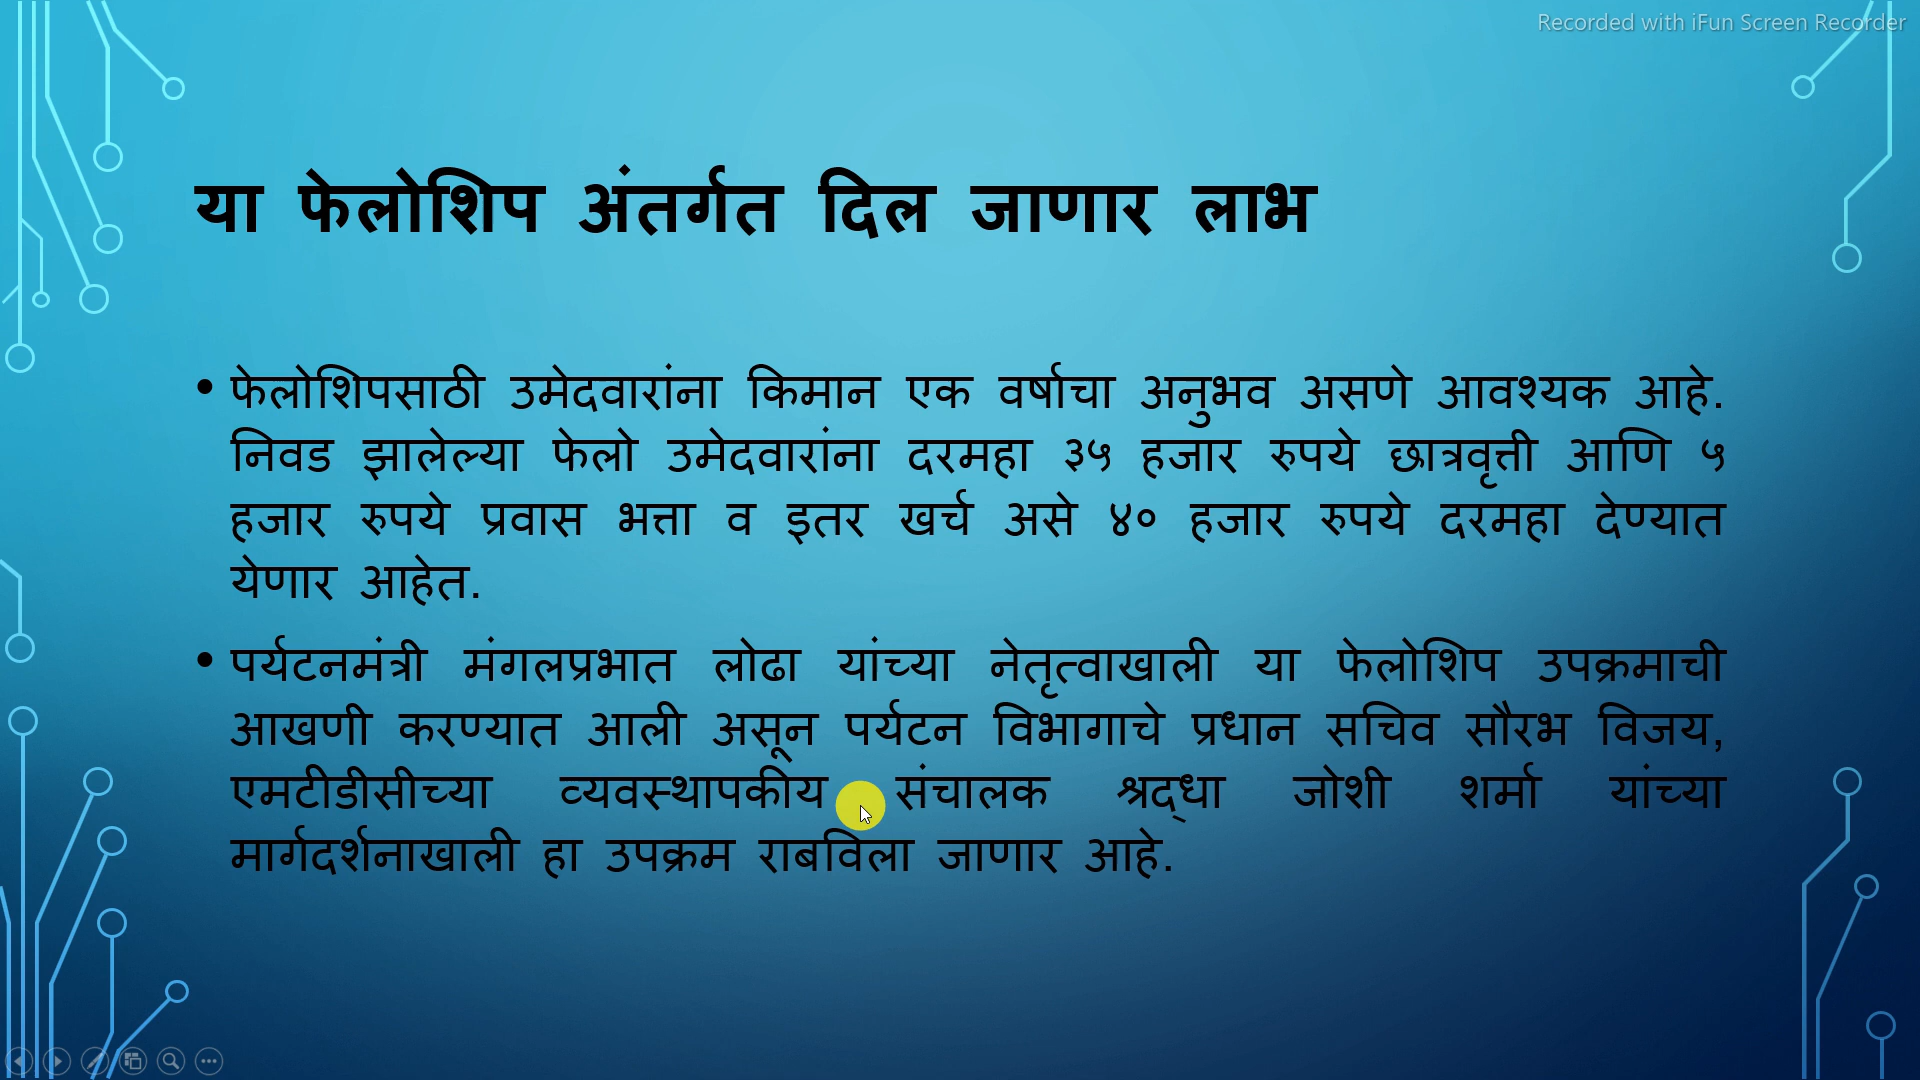 Recorded with iFun Screen Recorder
या फेलोशिप अंतर्गत दिल जाणार लाभ
• फेलोशिपसाठी उमेदवारांना किमान एक वर्षाचा अनुभव असणे आवश्यक आहे.
निवड झालेल्या फेलो उमेदवारांना दरमहा ३५ हजार रुपये छात्रवृत्ती आणि ५
हजार रुपये प्रवास भत्ता व इतर खर्च असे ४० हजार रुपये दरमहा देण्यात
येणार आहेत.
• पर्यटनमंत्री मंगलप्रभात लोढा यांच्या नेतृत्वाखाली या फेलोशिप उपक्रमाची
आखणी करण्यात आली असून पर्यटन विभागाचे प्रधान सचिव सौरभ विजय,
एमटीडीसीच्या व्यवस्थापकीय संचालक श्रद्धा जोशी शर्मा यांच्या
मार्गदर्शनाखाली हा उपक्रम राबविला जाणार आहे.